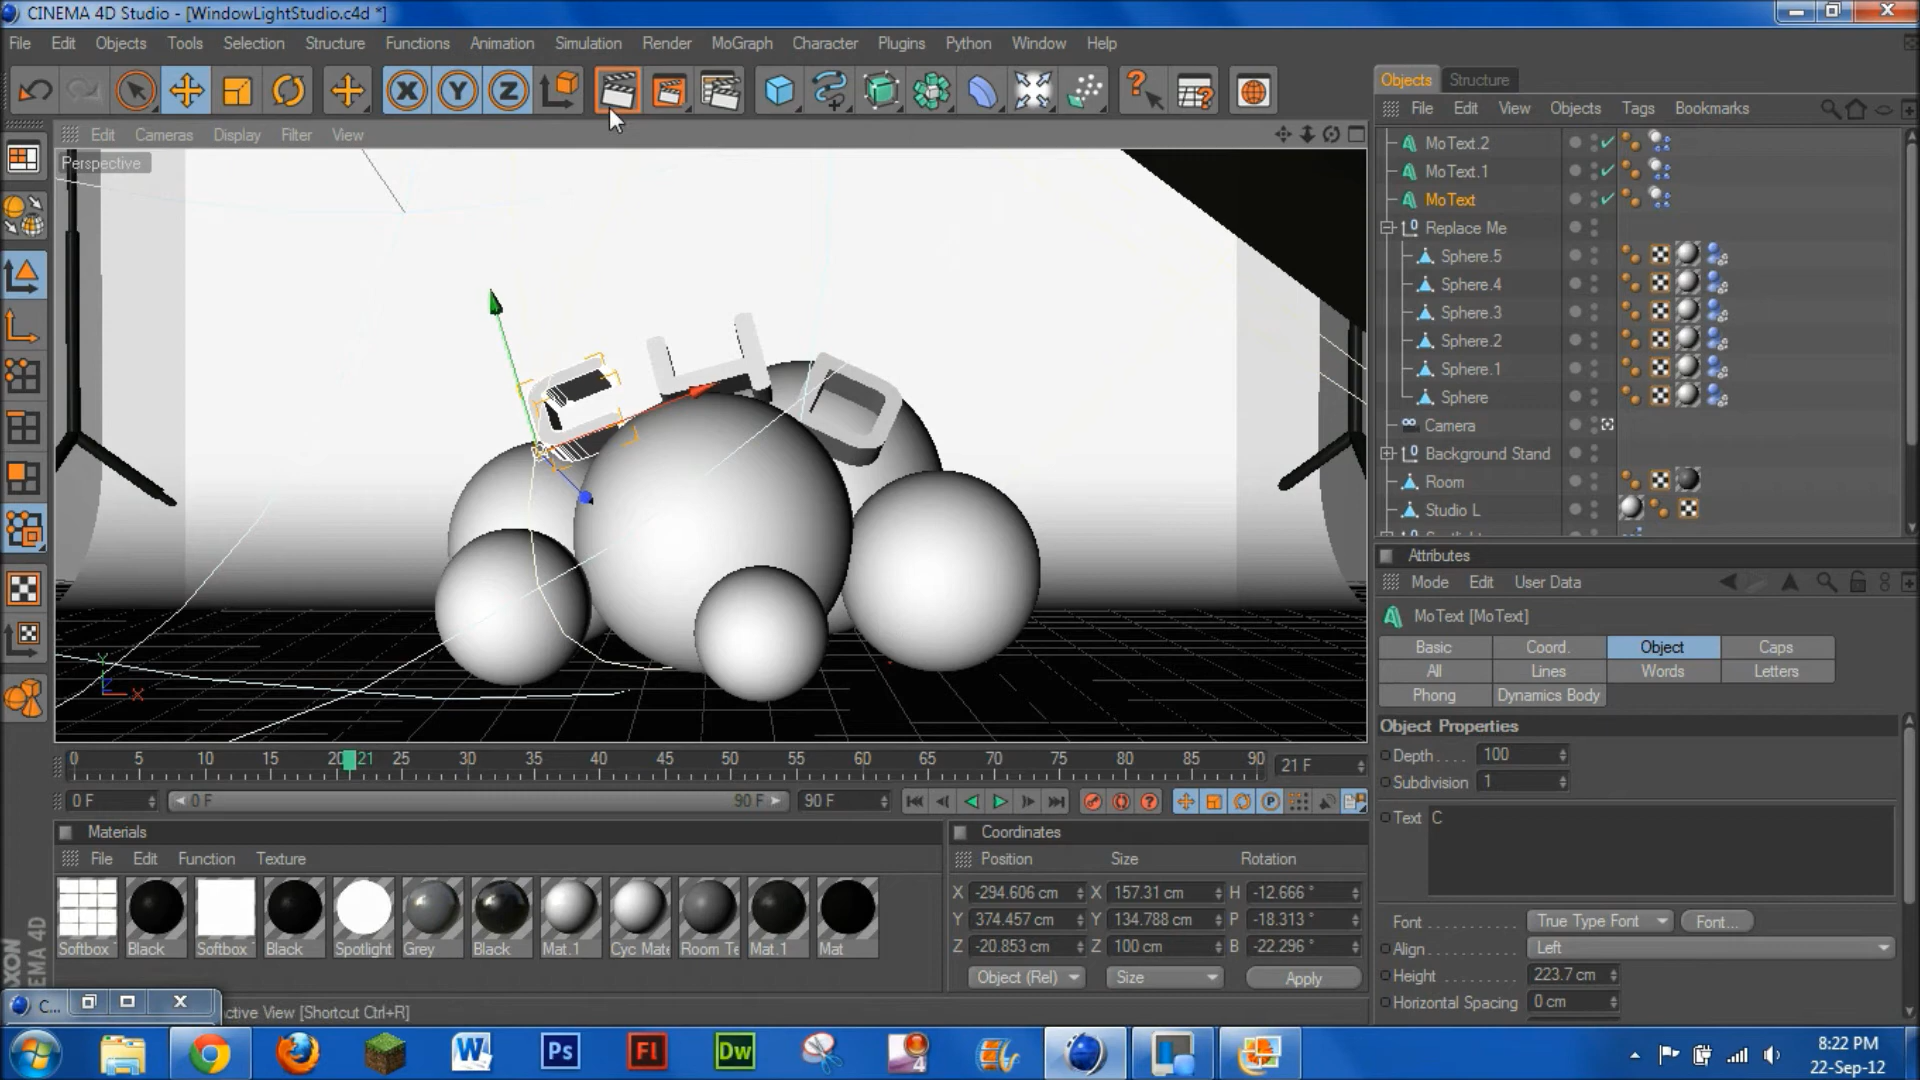 CINEMA 4D Studio - [WindowLightStudio.c4d *]
File Edit Objects Tools Selection Structure Functions Animation Simulation Render MoGraph Character Plugins Python Window Help
X Y Z
Objects Structure
File Edit View Objects Tags Bookmarks
Edit Cameras Display Filter View
Perspective
MoText.2
MoText.1
MoText
Replace Me
Sphere.5
Sphere.4
Sphere.3
Sphere.2
Sphere.1
Sphere
Camera
Background Stand
Room
Studio L
Attributes
Mode Edit User Data
MoText [MoText]
Basic Coord. Object Caps
All Lines Words Letters
Phong Dynamics Body
Object Properties
Depth.... 100
Subdivision 1
Text C
Font True Type Font Font...
Align Left
Height 223.7 cm
Horizontal Spacing 0 cm
Y X
0 5 10 15 20 21 25 30 35 40 45 50 55 60 65 70 75 80 85 90 21 F
0 F 0 F 90 F 90 F
Materials
File Edit Function Texture
Softbox Black Softbox Black Spotlight Grey Black Mat.1 Cyc Mate Room Te Mat.1 Mat
Coordinates
Position Size Rotation
X -294.606 cm X 157.31 cm H -12.666 °
Y 374.457 cm Y 134.788 cm P -18.313 °
Z -20.853 cm Z 100 cm B -22.296 °
Object (Rel) Size Apply
C...
ctive View [Shortcut Ctrl+R]
W Ps Fl Dw 4
8:22 PM
22-Sep-12